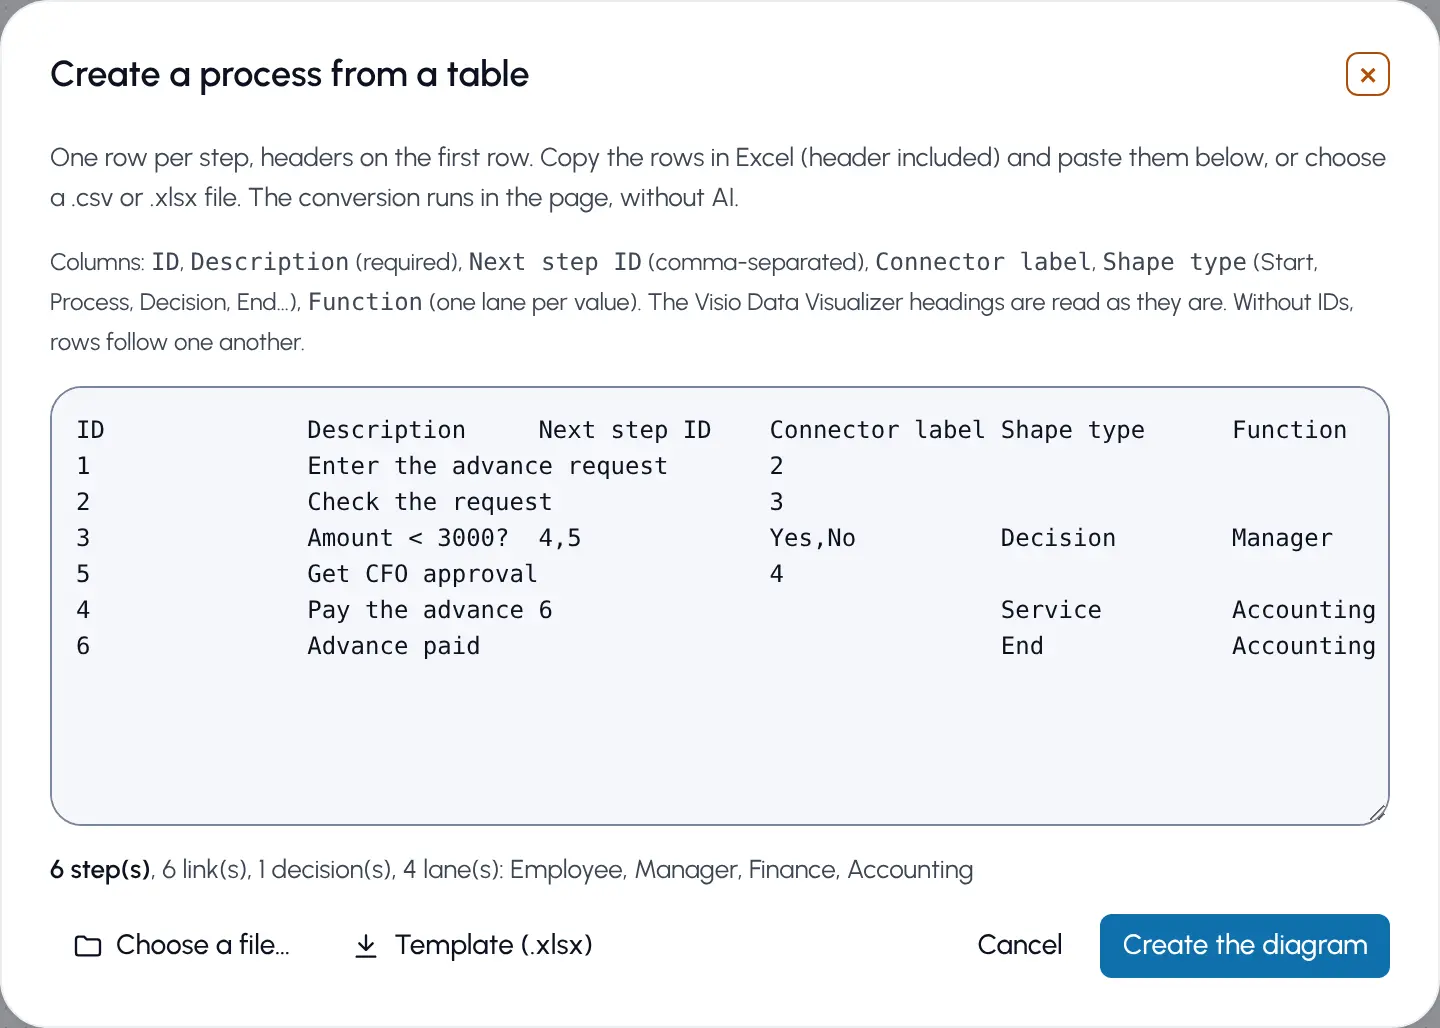 Create a process from a table
One row per step, headers on the first row. Copy the rows in Excel (header included) and paste them below, or choose
a .csv or .xlsx file. The conversion runs in the page, without AI.
Columns: ID, Description (required), Next step ID (comma-separated), Connector label, Shape type (Start,
Process, Decision, End...), Function (one lane per value). The Visio Data Visualizer headings are read as they are. Without IDs,
rows follow one another.
ID Description Next step ID Connector label Shape type Function
1 Enter the advance request 2
2 Check the request 3
3 Amount < 3000? 4,5 Yes,No Decision Manager
5 Get CFO approval 4
4 Pay the advance 6 Service Accounting
6 Advance paid End Accounting
6 step(s), 6 link(s), 1 decision(s), 4 lane(s): Employee, Manager, Finance, Accounting
Choose a file... Template (.xlsx) Cancel Create the diagram